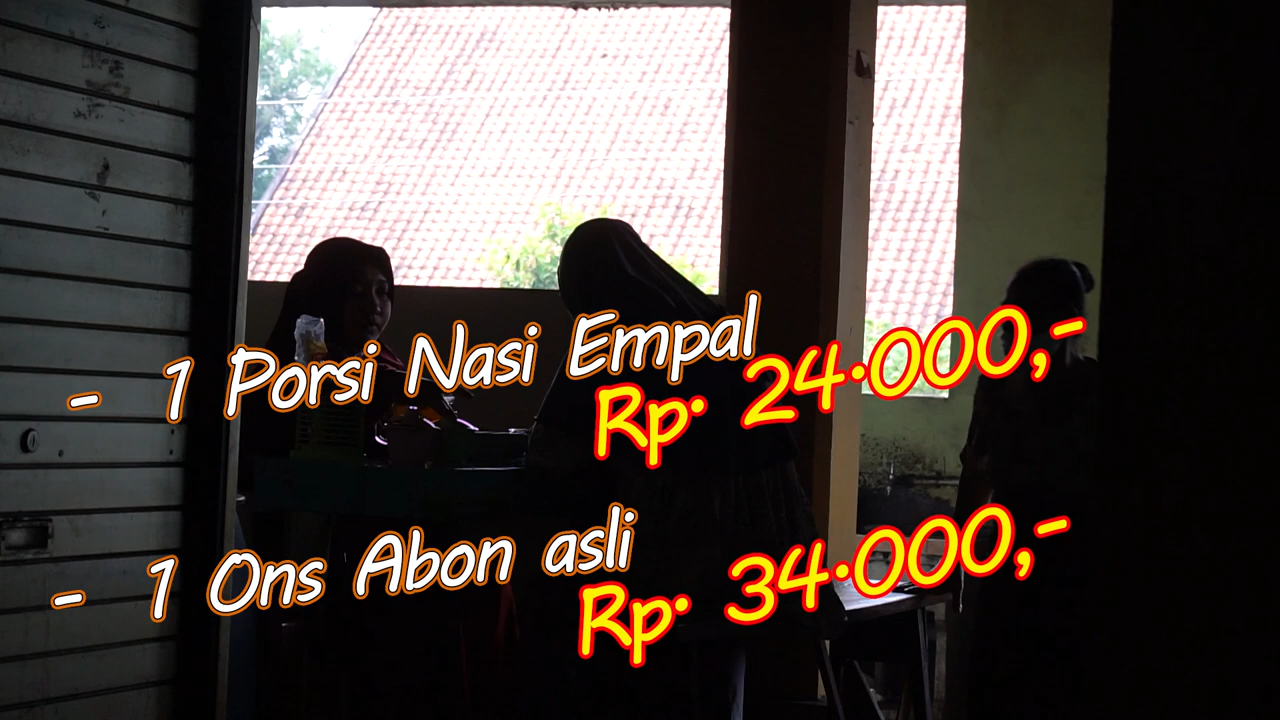 - 1 Porsi Nasi Empal
Rp. 24.000,-
- 1 Ons Abon asli
Rp. 34.000,-